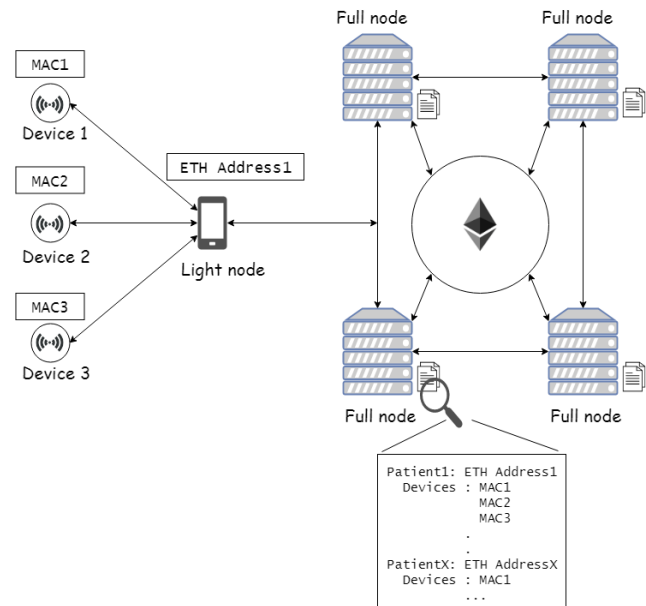 Full node
Full node
MAC1
Device 1
ETH Address1
MAC2
Device 2
Light node
MAC3
Device 3
Full node
Full node
Patient1: ETH Address1
Devices : MAC1
MAC2
MAC3
.
.
PatientX: ETH AddressX
Devices : MAC1
...